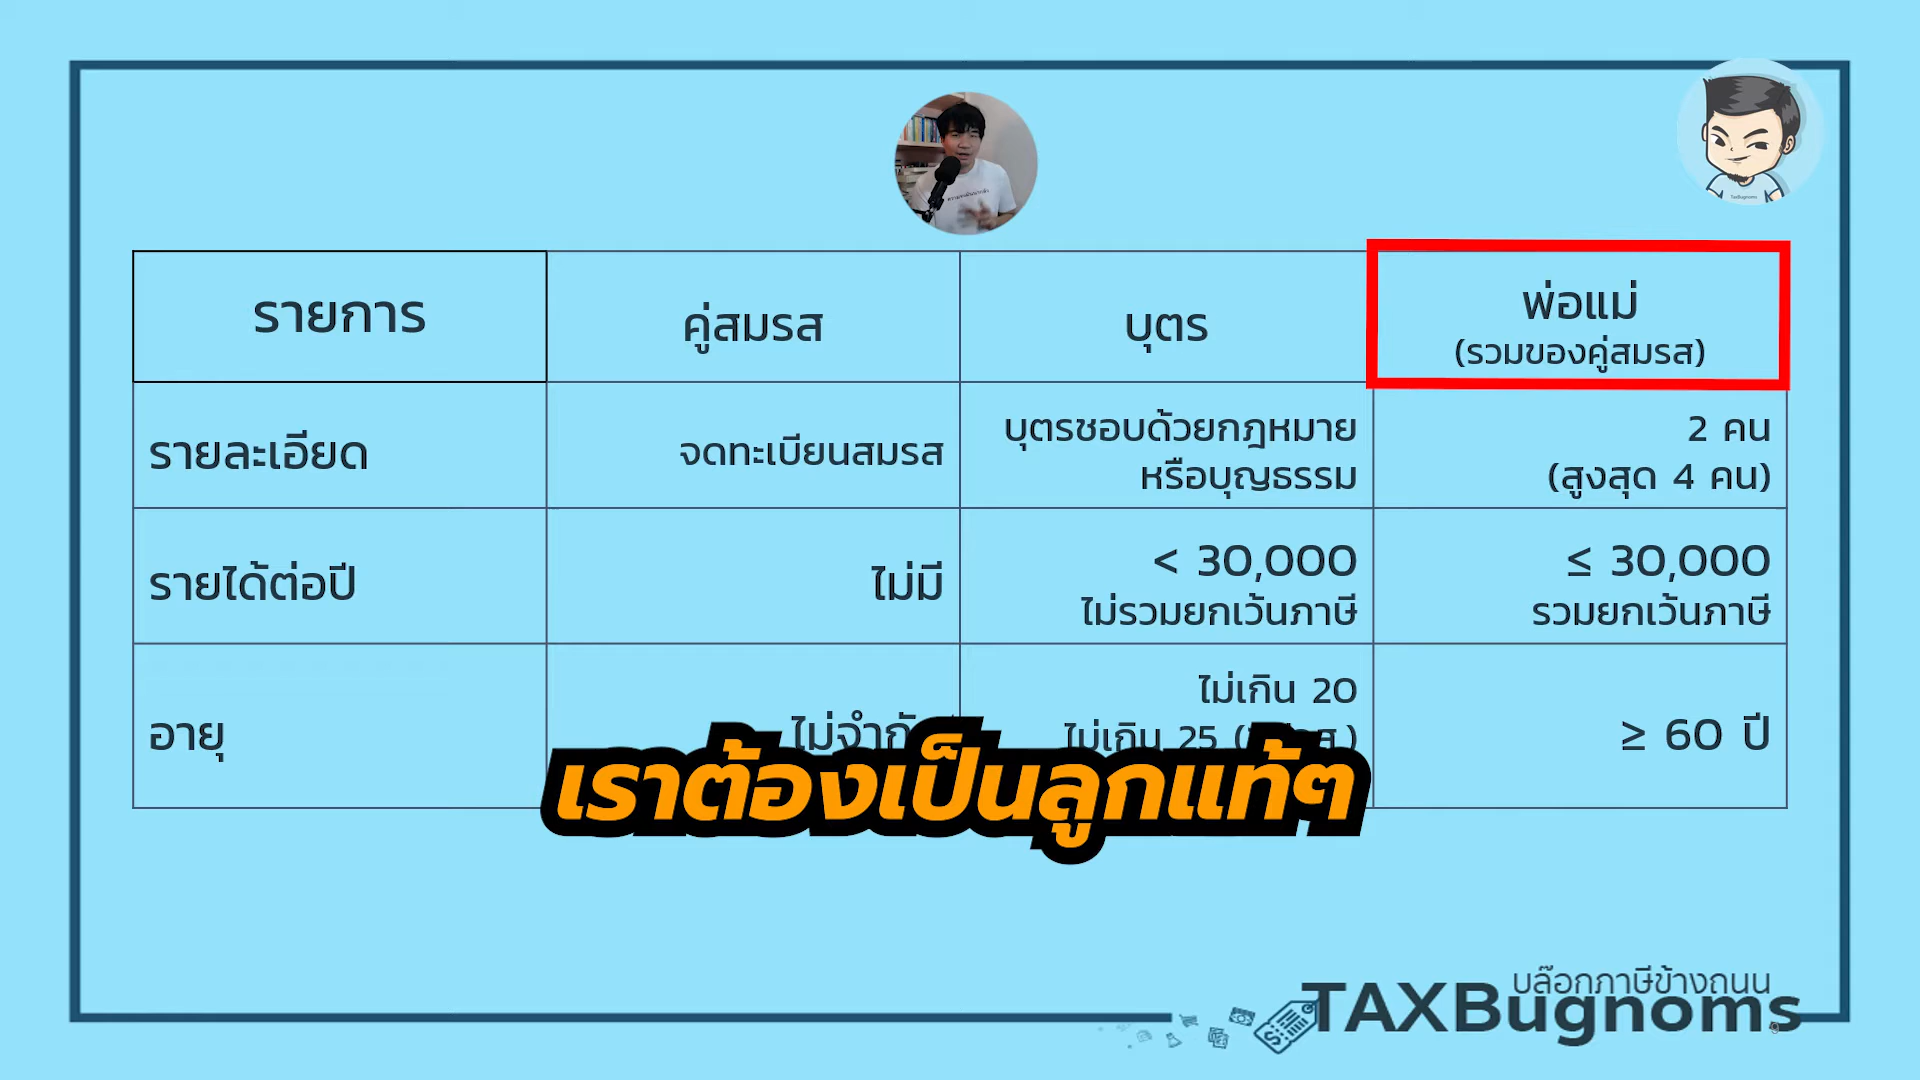 รายการ
คู่สมรส
บุตร
พ่อแม่
(รวมของคู่สมรส)
รายละเอียด
จดทะเบียนสมรส
บุตรชอบด้วยกฎหมาย
หรือบุญธรรม
2 คน
(สูงสุด 4 คน)
รายได้ต่อปี
ไม่มี
< 30,000
ไม่รวมยกเว้นภาษี
≤ 30,000
รวมยกเว้นภาษี
อายุ
ไม่เกิน 20
ไม่เกิน 25
≥ 60 ปี
เราต้องเป็นลูกแท้ๆ
บล๊อกภาษีข้างถนน
TAXBugnoms
9